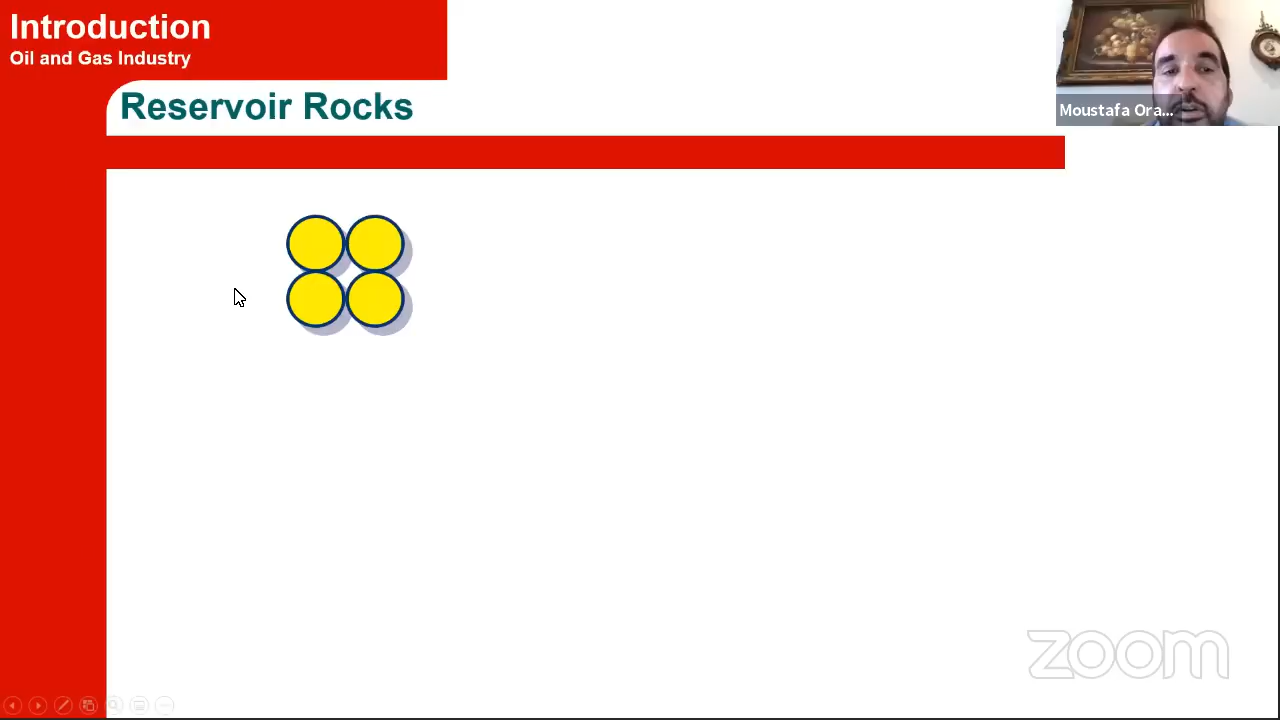 Introduction
Oil and Gas Industry
Reservoir Rocks
Moustafa Ora...
zoom